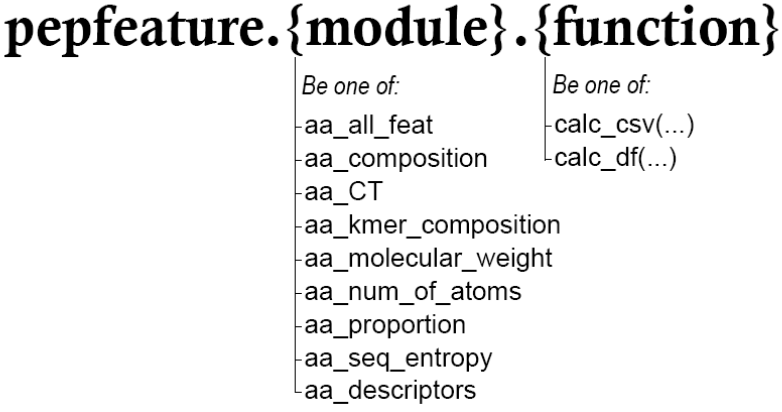 pepfeature.{module}.{function}
Be one of:
aa_all_feat
aa_composition
aa_CT
aa_kmer_composition
aa_molecular_weight
aa_num_of_atoms
aa_proportion
aa_seq_entropy
aa_descriptors
Be one of:
calc_csv(...)
calc_df(...)